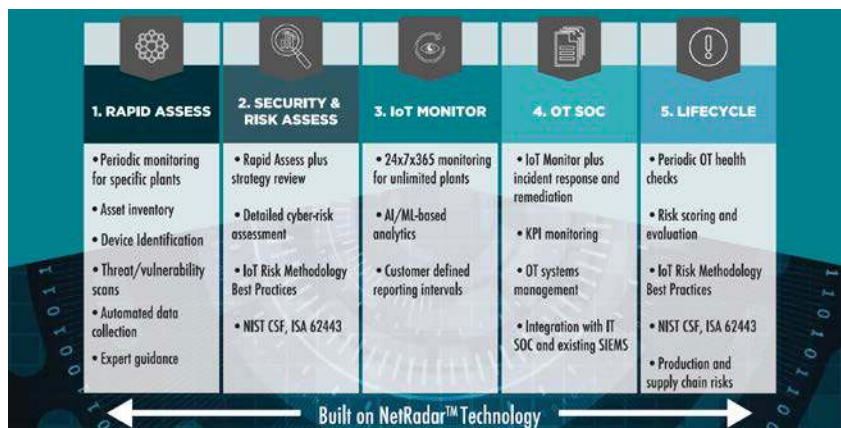 1. RAPID ASSESS
• Periodic monitoring
for specific plants
• Asset inventory
• Device Identification
• Threat/vulnerability
scans
• Automated data
collection
• Expert guidance
2. SECURITY &
RISK ASSESS
• Rapid Assess plus
strategy review
• Detailed cyber-risk
assessment
• IoT Risk Methodology
Best Practices
• NIST CSF, ISA 62443
3. IoT MONITOR
• 24x7x365 monitoring
for unlimited plants
• AI/ML-based
analytics
• Customer defined
reporting intervals
4. OT SOC
• IoT Monitor plus
incident response and
remediation
• KPI monitoring
• OT systems
management
• Integration with IT
SOC and existing SIEMS
5. LIFECYCLE
• Periodic OT health
checks
• Risk scoring and
evaluation
• IoT Risk Methodology
Best Practices
• NIST CSF, ISA 62443
• Production and
supply chain risks
Built on NetRadar™ Technology